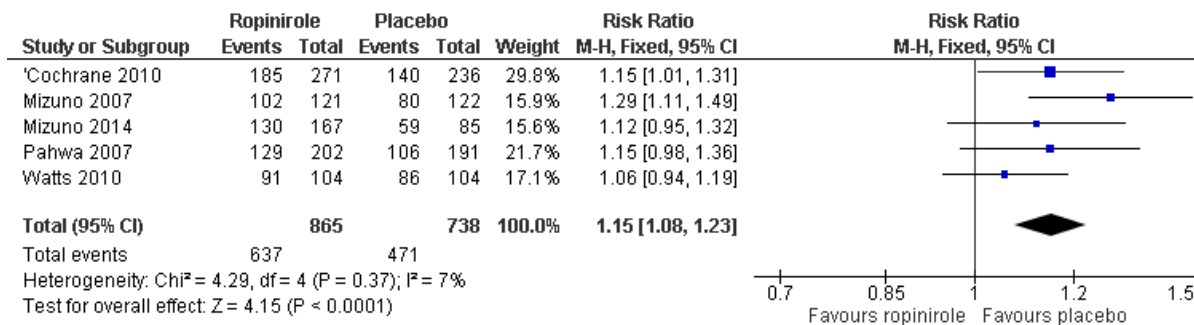 Ropinirole Placebo Risk Ratio Risk Ratio
Study or Subgroup Events Total Events Total Weight M-H, Fixed, 95% CI M-H, Fixed, 95% CI
'Cochrane 2010 185 271 140 236 29.8% 1.15 [1.01, 1.31]
Mizuno 2007 102 121 80 122 15.9% 1.29 [1.11, 1.49]
Mizuno 2014 130 167 59 85 15.6% 1.12 [0.95, 1.32]
Pahwa 2007 129 202 106 191 21.7% 1.15 [0.98, 1.36]
Watts 2010 91 104 86 104 17.1% 1.06 [0.94, 1.19]
Total (95% CI) 865 738 100.0% 1.15 [1.08, 1.23]
Total events 637 471
Heterogeneity: Chi² = 4.29, df = 4 (P = 0.37); I² = 7%
Test for overall effect: Z = 4.15 (P < 0.0001)
0.7 0.85 1 1.2 1.5
Favours ropinirole Favours placebo